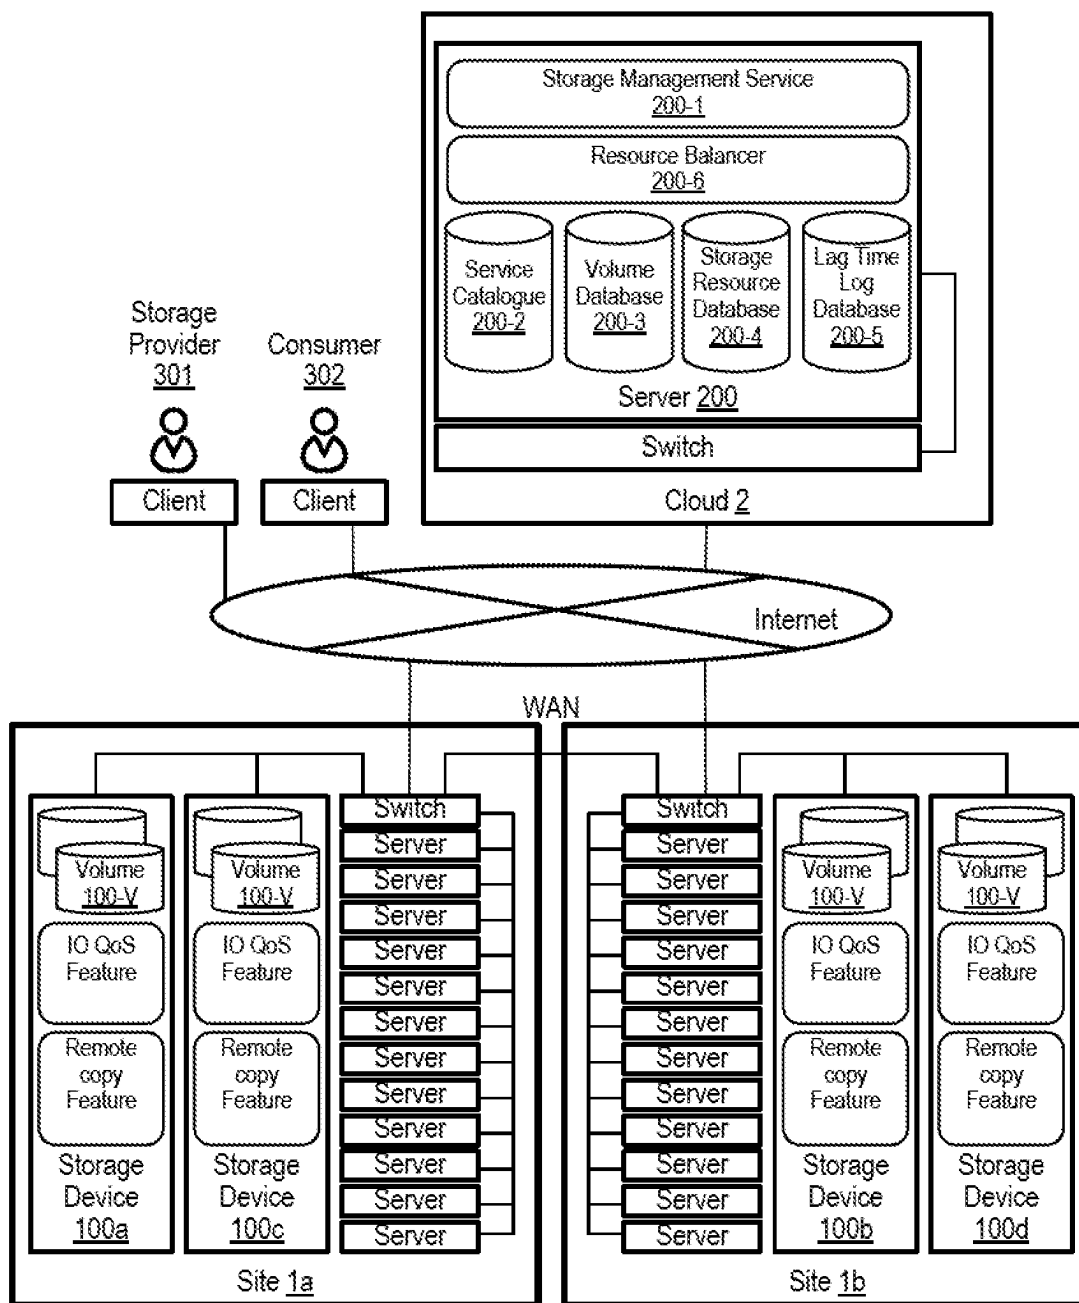 Storage Management Service
200-1
Resource Balancer
200-6
Service
Catalogue
200-2
Volume
Database
200-3
Storage
Resource
Database
200-4
Lag Time
Log
Database
200-5
Server 200
Switch
Cloud 2
Storage
Provider
301
Consumer
302
Client
Client
Internet
WAN
Volume
100-V
IO QoS
Feature
Remote
copy
Feature
Storage
Device
100a
Volume
100-V
IO QoS
Feature
Remote
copy
Feature
Storage
Device
100c
Switch
Server
Server
Server
Server
Server
Server
Server
Server
Server
Server
Server
Server
Site 1a
Switch
Server
Server
Server
Server
Server
Server
Server
Server
Server
Server
Server
Server
Volume
100-V
IO QoS
Feature
Remote
copy
Feature
Storage
Device
100b
Volume
100-V
IO QoS
Feature
Remote
copy
Feature
Storage
Device
100d
Site 1b